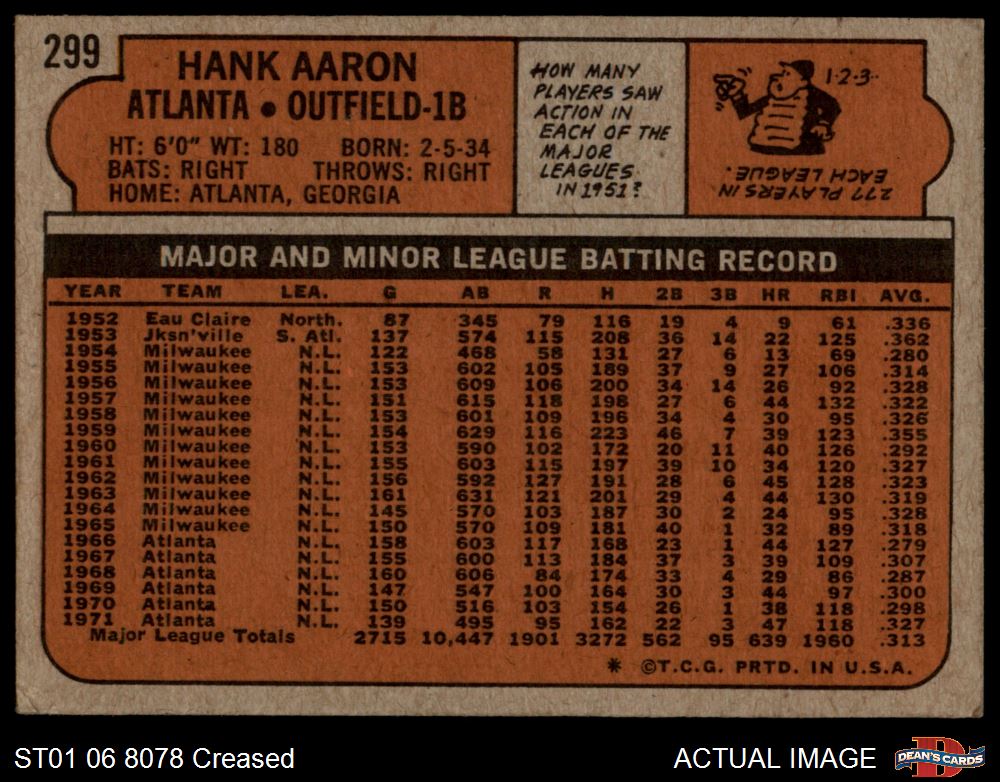 299
HANK AARON
ATLANTA • OUTFIELD-1B
HT: 6'0" WT: 180 BORN: 2-5-34
BATS: RIGHT THROWS: RIGHT
HOME: ATLANTA, GEORGIA
HOW MANY
PLAYERS SAW
ACTION IN
EACH OF THE
MAJOR
LEAGUES
IN 1951?
1-2-3-
277 PLAYERS IN
EACH LEAGUE.
MAJOR AND MINOR LEAGUE BATTING RECORD
YEAR TEAM LEA. G AB R H 2B 3B HR RBI AVG.
1952 Eau Claire North. 87 345 79 116 19 4 9 61 .336
1953 Jksn'ville S. Atl. 137 574 115 208 36 14 22 125 .362
1954 Milwaukee N.L. 122 468 58 131 27 6 13 69 .280
1955 Milwaukee N.L. 153 602 105 189 37 9 27 106 .314
1956 Milwaukee N.L. 153 609 106 200 34 14 26 92 .328
1957 Milwaukee N.L. 151 615 118 198 27 6 44 132 .322
1958 Milwaukee N.L. 153 601 109 196 34 4 30 95 .326
1959 Milwaukee N.L. 154 629 116 223 46 7 39 123 .355
1960 Milwaukee N.L. 153 590 102 172 20 11 40 126 .292
1961 Milwaukee N.L. 155 603 115 197 39 10 34 120 .327
1962 Milwaukee N.L. 156 592 127 191 28 6 45 128 .323
1963 Milwaukee N.L. 161 631 121 201 29 4 44 130 .319
1964 Milwaukee N.L. 145 570 103 187 30 2 24 95 .328
1965 Milwaukee N.L. 150 570 109 181 40 1 32 89 .318
1966 Atlanta N.L. 158 603 117 168 23 1 44 127 .279
1967 Atlanta N.L. 155 600 113 184 37 3 39 109 .307
1968 Atlanta N.L. 160 606 84 174 33 4 29 86 .287
1969 Atlanta N.L. 147 547 100 164 30 3 44 97 .300
1970 Atlanta N.L. 150 516 103 154 26 1 38 118 .298
1971 Atlanta N.L. 139 495 95 162 22 3 47 118 .327
Major League Totals 2715 10,447 1901 3272 562 95 639 1960 .313
* ©T.C.G. PRTD. IN U.S.A.
ST01 06 8078 Creased
ACTUAL IMAGE
D
DEAN'S CARDS